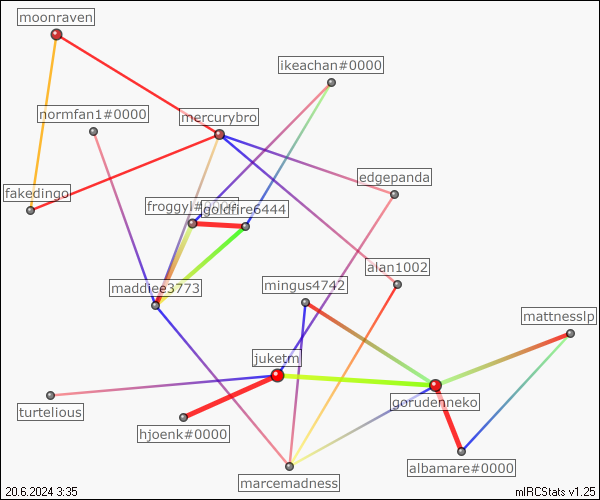 moonraven
ikeachan#0000
normfan1#0000
mercurybro
edgepanda
fakedingo
froggyl#
goldfire6444
alan1002
maddiee3773
mingus4742
mattnesslp
juketm
gorudenneko
turtelious
hjoenk#0000
albamare#0000
marcemadness
20.6.2024 3:35
mIRCStats v1.25